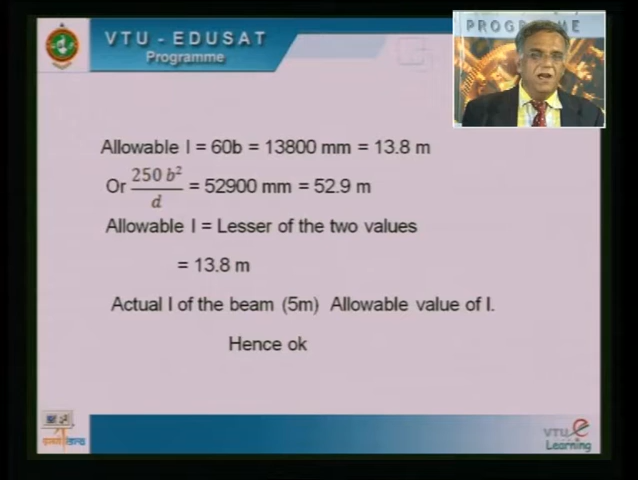 VTU - EDUSAT
Programme
PROGRAMME
Allowable l = 60b = 13800 mm = 13.8 m
Or 250 b² / d = 52900 mm = 52.9 m
Allowable l = Lesser of the two values
= 13.8 m
Actual l of the beam (5m)  Allowable value of l.
Hence ok
VTU e
Learning